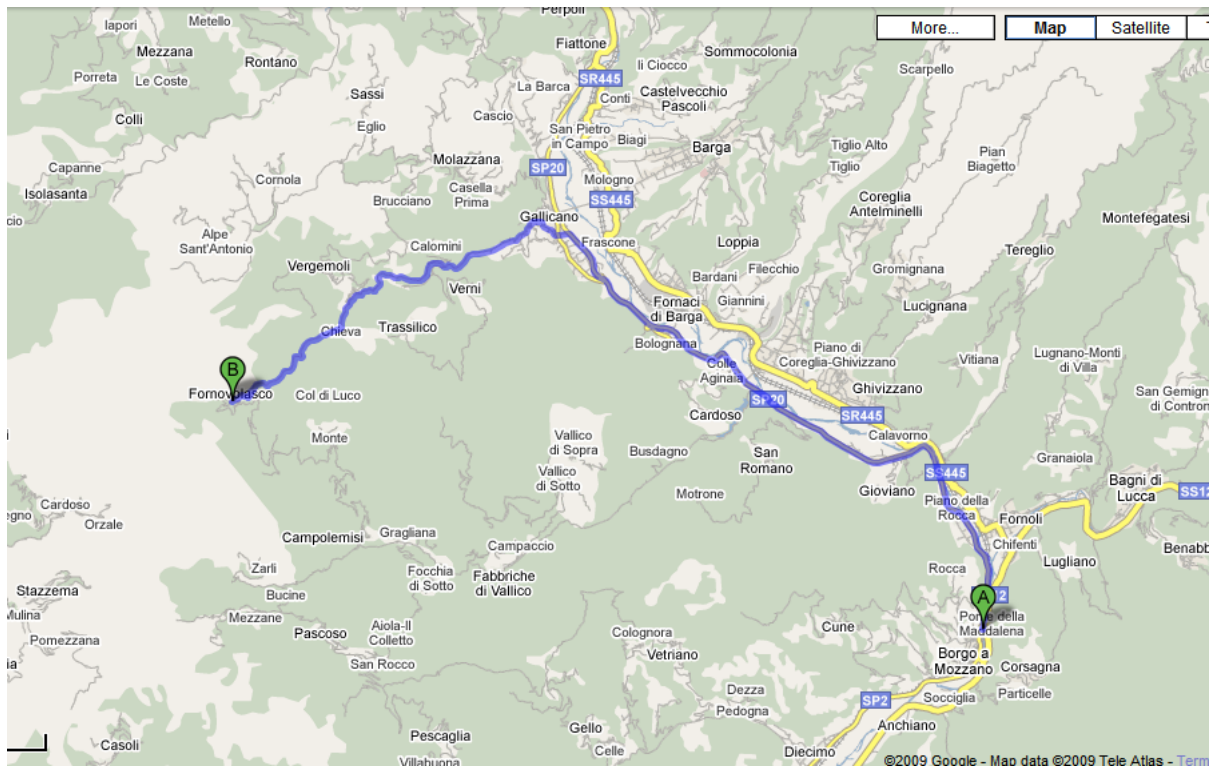 Iapori
Metello
Perpoli
More...
Map
Satellite
Mezzana
Fiattone
Sommocolonia
Rontano
Scarpello
Porreta
Le Coste
SR445
Ii Ciocco
La Barca
Conti
Castelvecchio
Pascoli
Sassi
Colli
Cascio
Eglio
San Pietro
in Campo
Biagi
Barga
Tiglio Alto
Tiglio
Pian
Biagetto
Molazzana
Capanne
SP20
Cornola
Mologno
Isolasanta
Casella
Prima
Brucciano
SS445
Coreglia
Antelminelli
cio
Gallicano
Montefegatesi
Alpe
Sant'Antonio
Calomini
Frascone
Loppia
Tereglio
Vergemoli
Bardani
Filecchio
Gromignana
Verni
Giannini
Fornaci
di Barga
Lucignana
Chieva
Trassilico
Bolognana
Piano di
Coreglia-Ghivizzano
Vitiana
Lugnano-Monti
di Villa
Colle
Aginaia
B
Fornovolasco
Col di Luco
Ghivizzano
San Gemign
di Contron
SP20
Cardoso
SR445
Monte
Vallico
di Sopra
Busdagno
San
Romano
Calavorno
Granaiola
Vallico
di Sotto
SS445
Bagni di
Lucca
Motrone
Gioviano
SS12
Cardoso
egno
Orzale
Piano della
Rocca
Fornoli
Campolemisi
Gragliana
Campaccio
Chifenti
Benabb
Lugliano
Zarli
Focchia
di Sotto
Fabbriche
di Vallico
Rocca
Stazzema
Bucine
A
2
Mulina
Mezzane
Ponte della
Maddalena
Pomezzana
Pascoso
Aiola-Il
Colletto
Colognora
Cune
Vetriano
Borgo a
Mozzano
ia
San Rocco
Corsagna
Dezza
Pedogna
SP2
Socciglia
Particelle
Gello
Anchiano
Casoli
Pescaglia
Celle
Diecimo
Villabuona
©2009 Google - Map data ©2009 Tele Atlas - Term